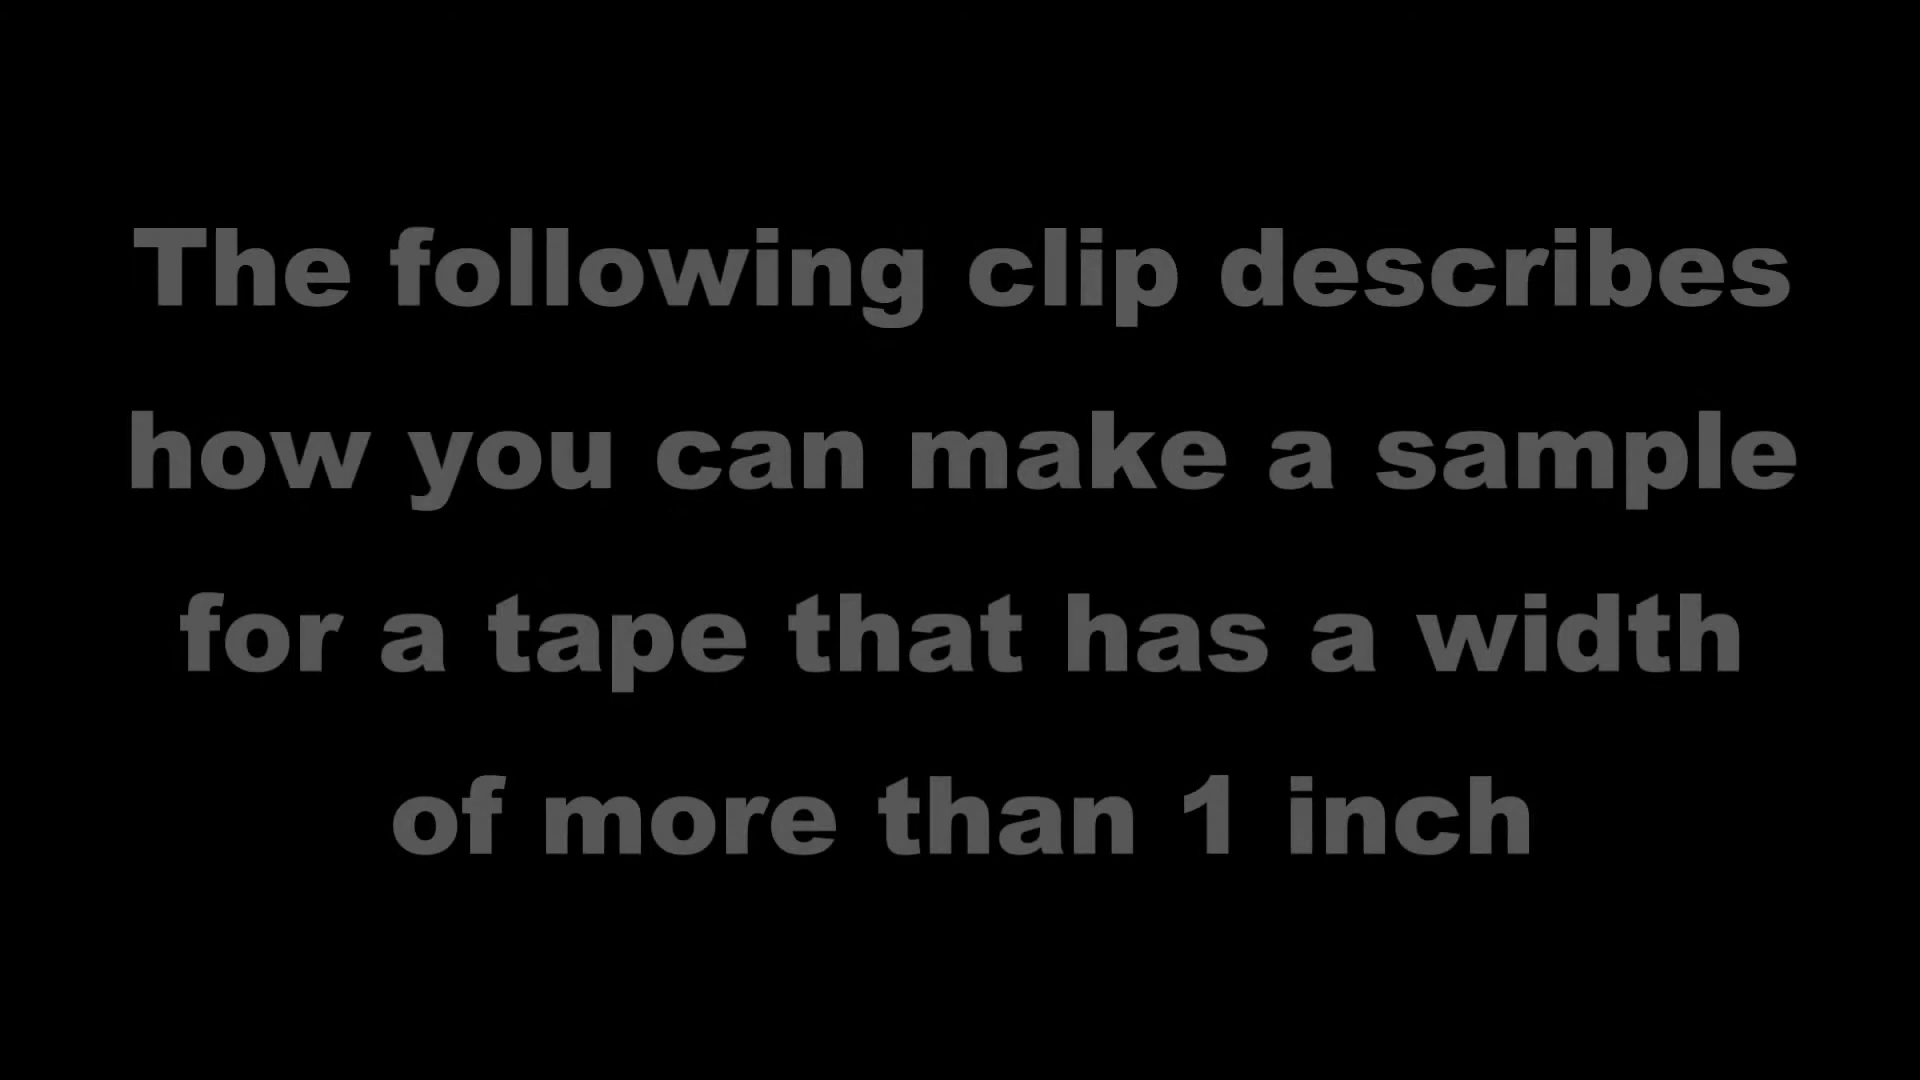 The following clip describes
how you can make a sample
for a tape that has a width
of more than 1 inch